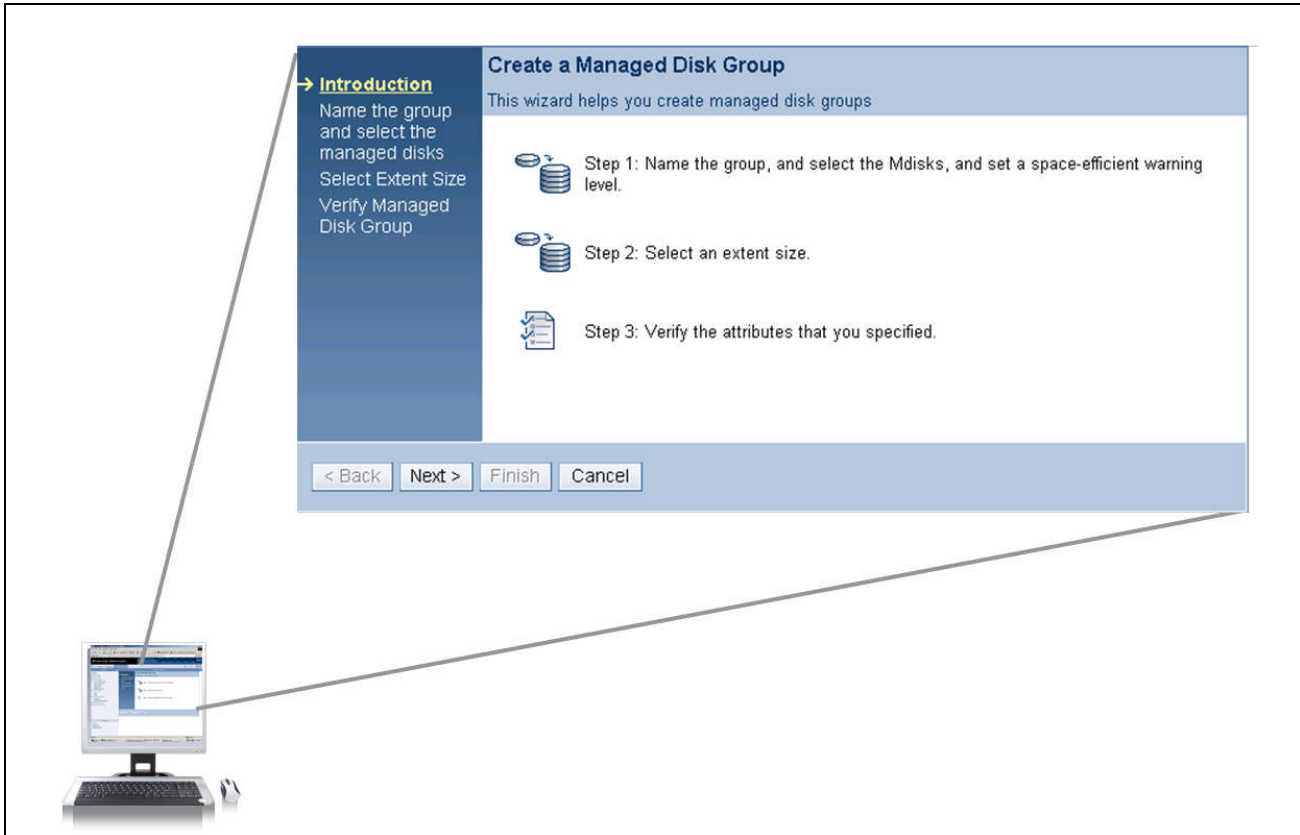 Introduction
Name the group
and select the
managed disks
Select Extent Size
Verify Managed
Disk Group
Create a Managed Disk Group
This wizard helps you create managed disk groups
Step 1: Name the group, and select the Mdisks, and set a space-efficient warning
level.
Step 2: Select an extent size.
Step 3: Verify the attributes that you specified.
< Back
Next >
Finish
Cancel